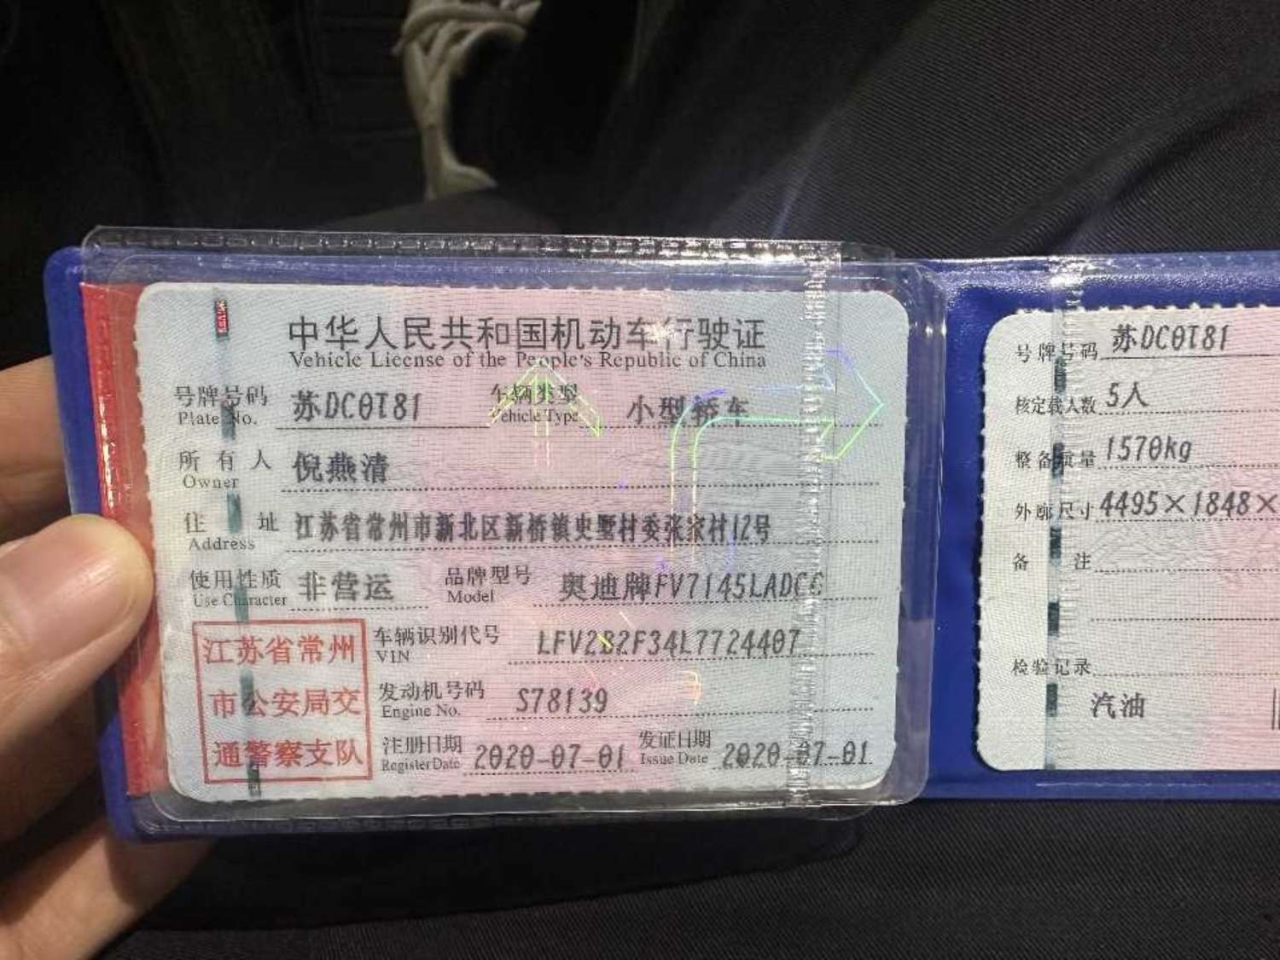 中华人民共和国机动车行驶证
Vehicle License of the People's Republic of China
号牌号码 苏DC0T81 车辆类型 小型轿车
Plate No. Vehicle Type
所有人 倪燕清
Owner
住址 江苏省常州市新北区新桥镇史墅村委张家村12号
Address
使用性质 非营运 品牌型号 奥迪牌FV7145LADCG
Use Character Model
江苏省常州
市公安局交
通警察支队
车辆识别代号 LFV2B2F34L7724407
VIN
发动机号码 S78139
Engine No.
注册日期 2020-07-01 发证日期 2020-07-01
Register Date Issue Date
号牌号码 苏DC0T81
核定载人数 5人
整备质量 1570kg
外廓尺寸 4495×1848×
备注
检验记录
汽油